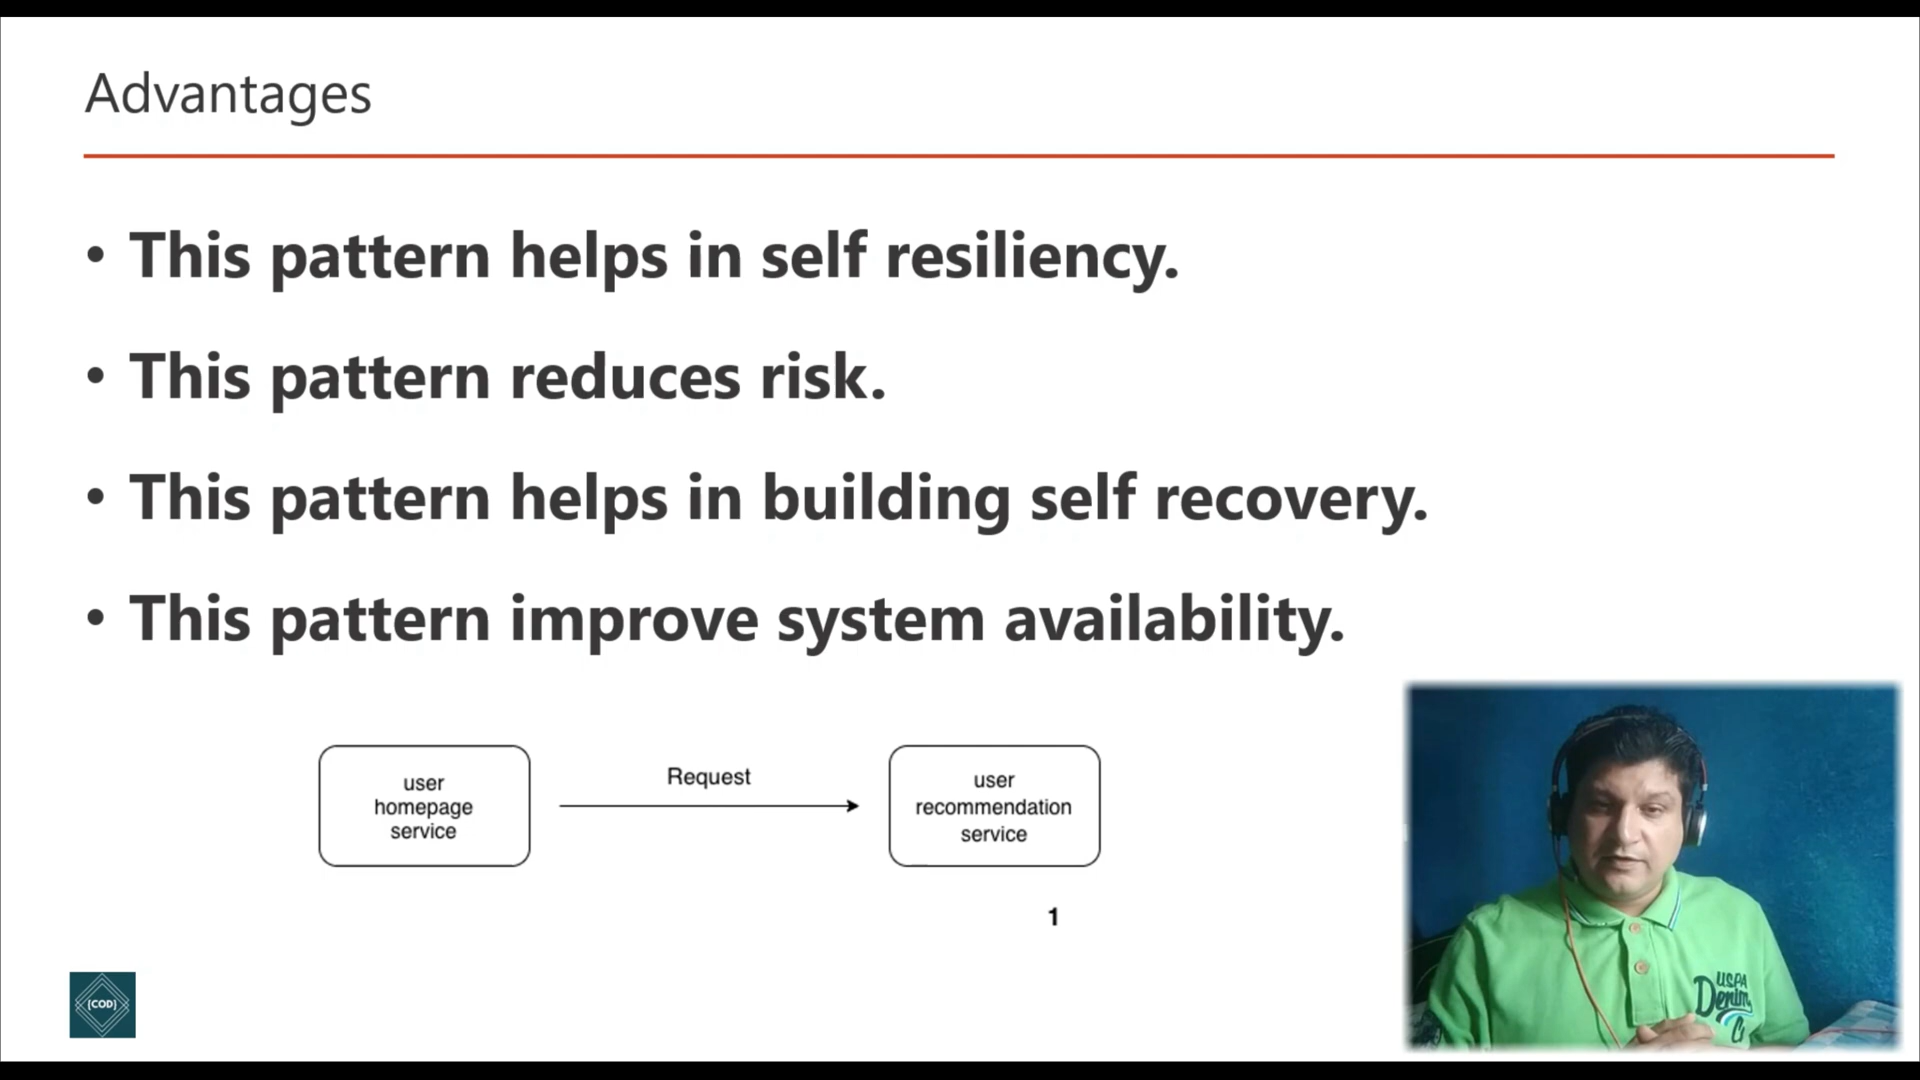 Advantages
• This pattern helps in self resiliency.
• This pattern reduces risk.
• This pattern helps in building self recovery.
• This pattern improve system availability.
user
homepage
service
Request
user
recommendation
service
1
[COD]
USPA
Denim